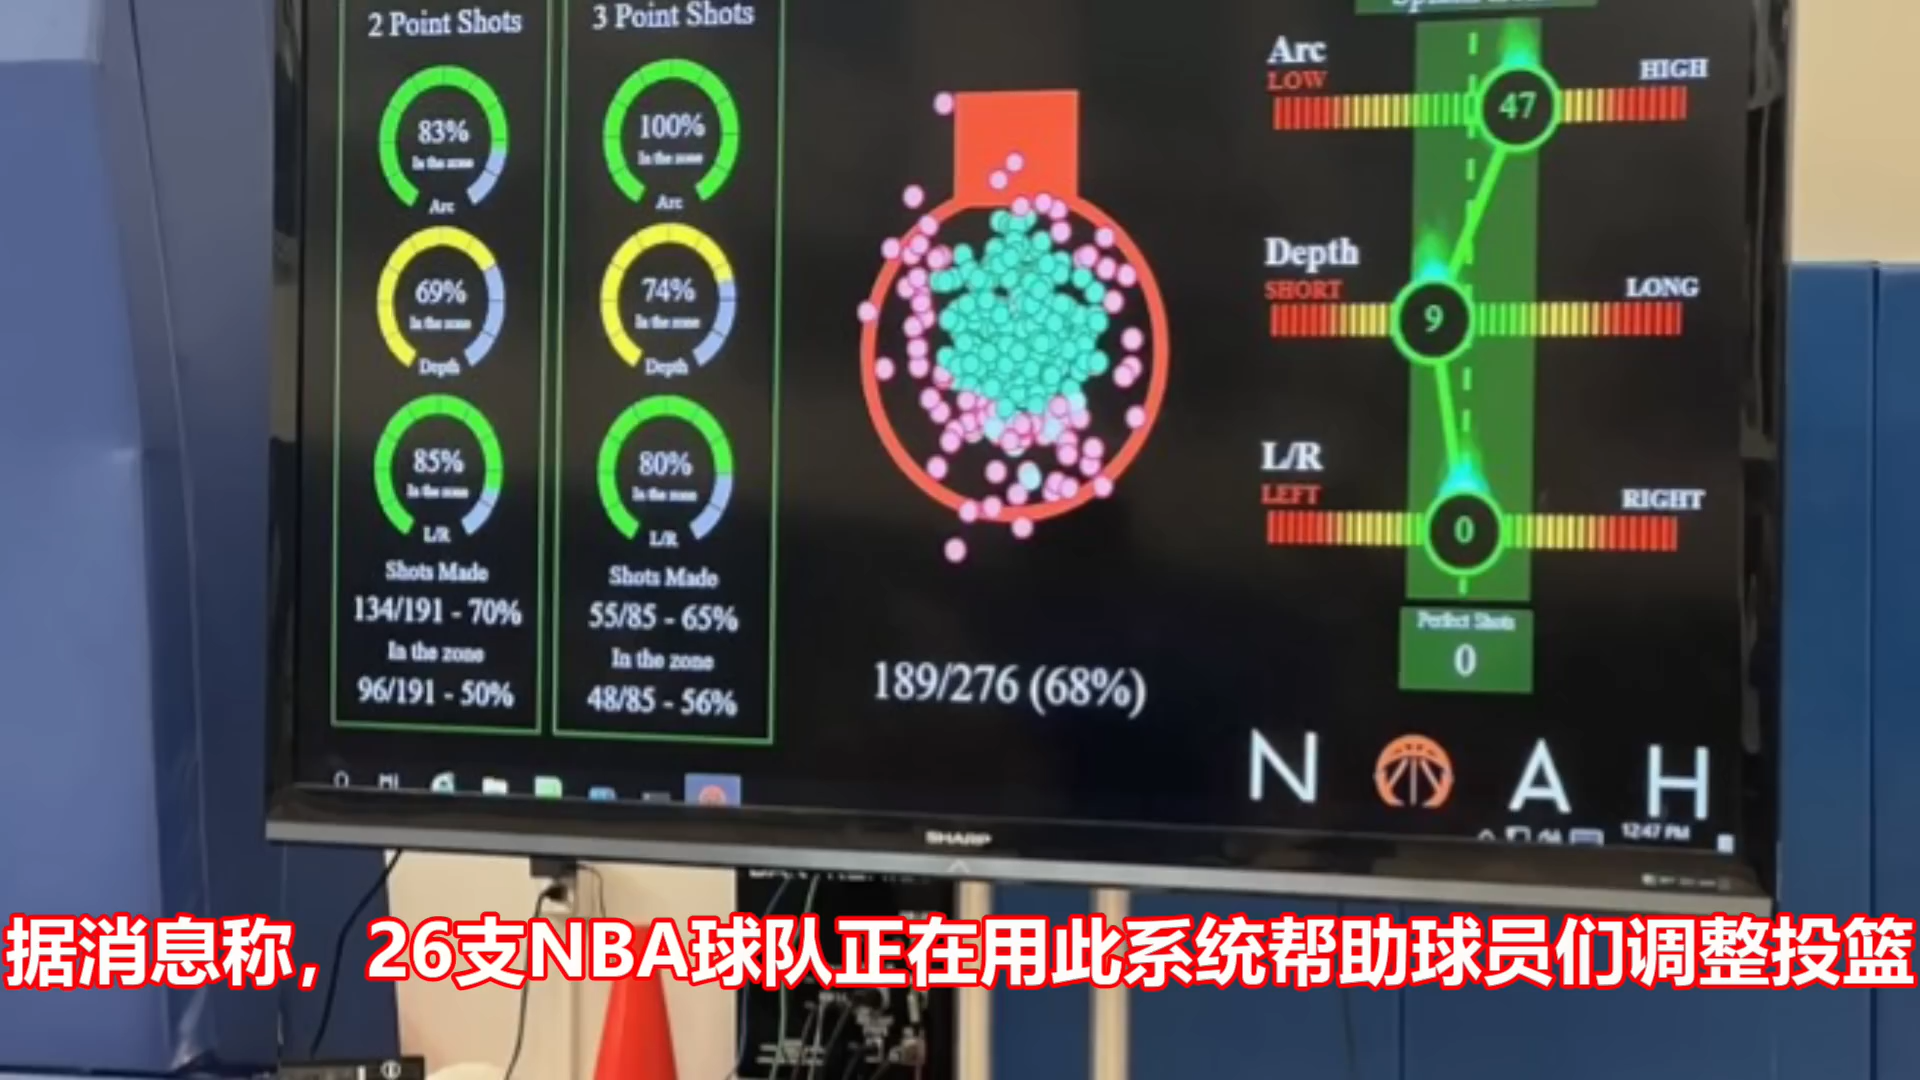 2 Point Shots
83%
In the zone
Arc
69%
In the zone
Depth
85%
In the zone
L/R
Shots Made
134/191 - 70%
In the zone
96/191 - 50%
3 Point Shots
100%
In the zone
Arc
74%
In the zone
Depth
80%
In the zone
L/R
Shots Made
55/85 - 65%
In the zone
48/85 - 56%
189/276 (68%)
Arc
LOW
HIGH
47
Depth
SHORT
LONG
9
L/R
LEFT
RIGHT
0
Perfect Shots
0
N AH
12:47 PM
SHARP
据消息称，26支NBA球队正在用此系统帮助球员们调整投篮